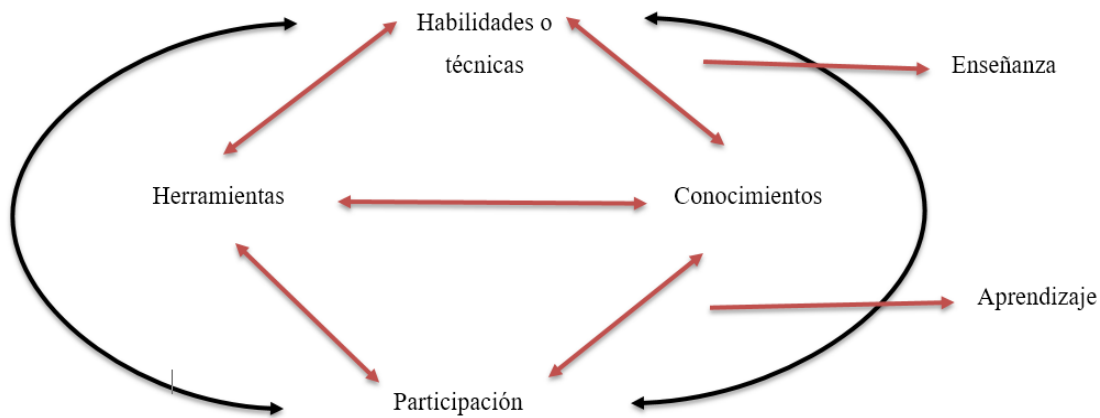 Habilidades o
técnicas
Enseñanza
Herramientas
Conocimientos
Aprendizaje
Participación